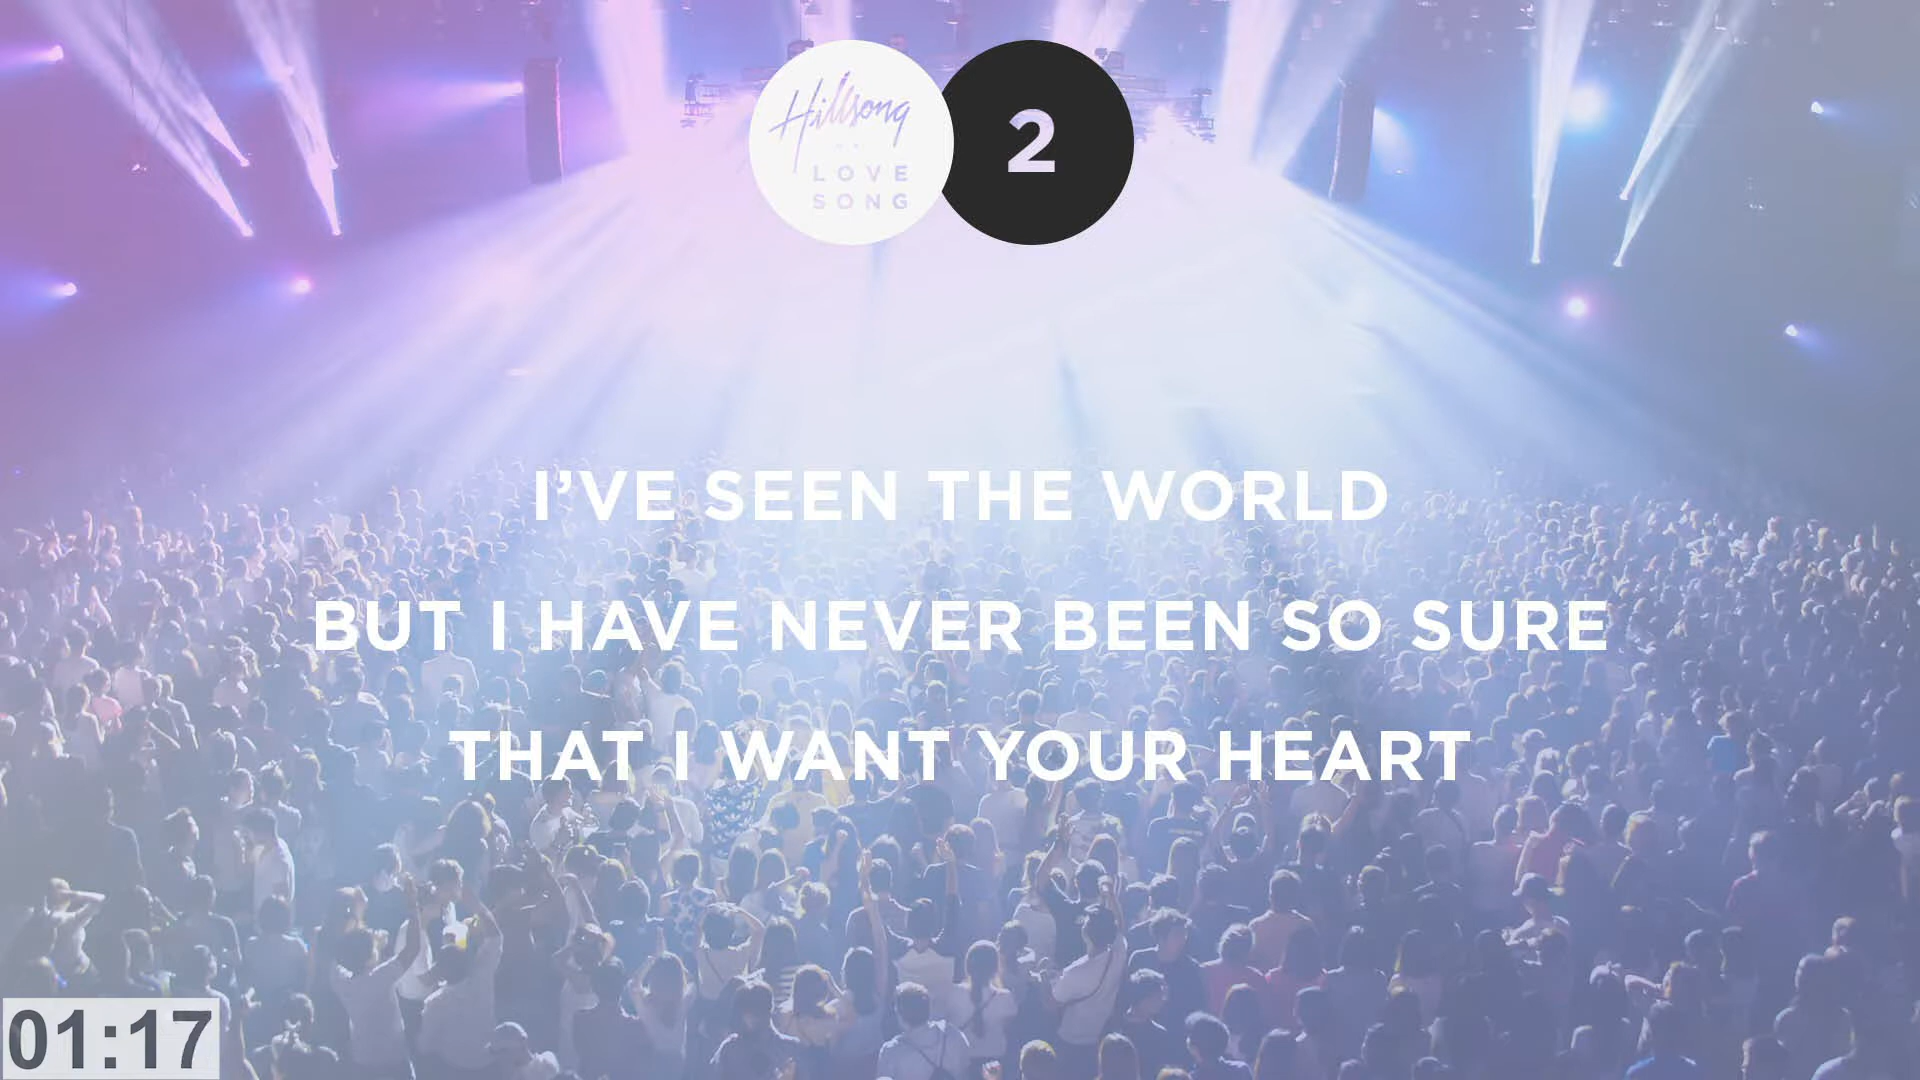 Hillsong
OR
LOVE
SONG
2
I’VE SEEN THE WORLD
BUT I HAVE NEVER BEEN SO SURE
THAT I WANT YOUR HEART
01:17